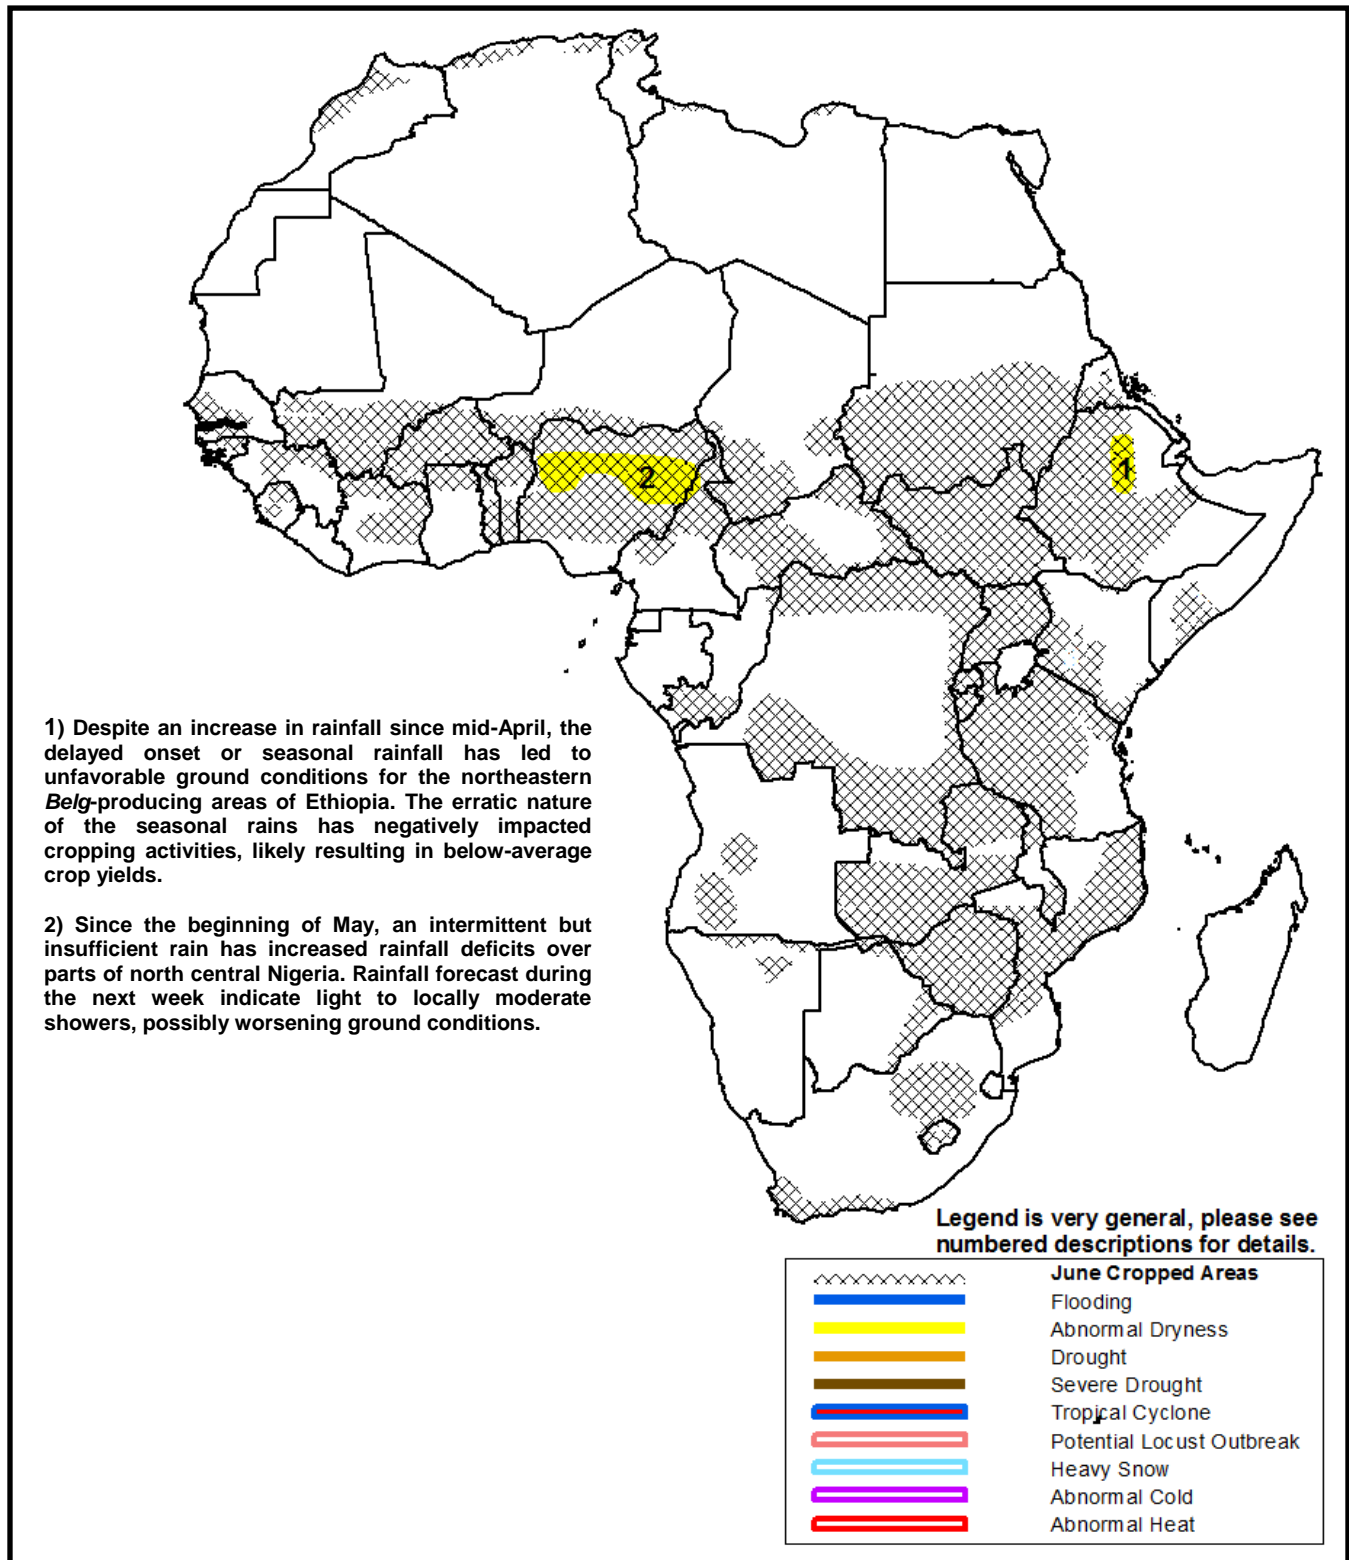 2
1
1) Despite an increase in rainfall since mid-April, the
delayed onset or seasonal rainfall has led to
unfavorable ground conditions for the northeastern
Belg-producing areas of Ethiopia. The erratic nature
of the seasonal rains has negatively impacted
cropping activities, likely resulting in below-average
crop yields.
2) Since the beginning of May, an intermittent but
insufficient rain has increased rainfall deficits over
parts of north central Nigeria. Rainfall forecast during
the next week indicate light to locally moderate
showers, possibly worsening ground conditions.
Legend is very general, please see
numbered descriptions for details.
June Cropped Areas
Flooding
Abnormal Dryness
Drought
Severe Drought
Tropical Cyclone
Potential Locust Outbreak
Heavy Snow
Abnormal Cold
Abnormal Heat